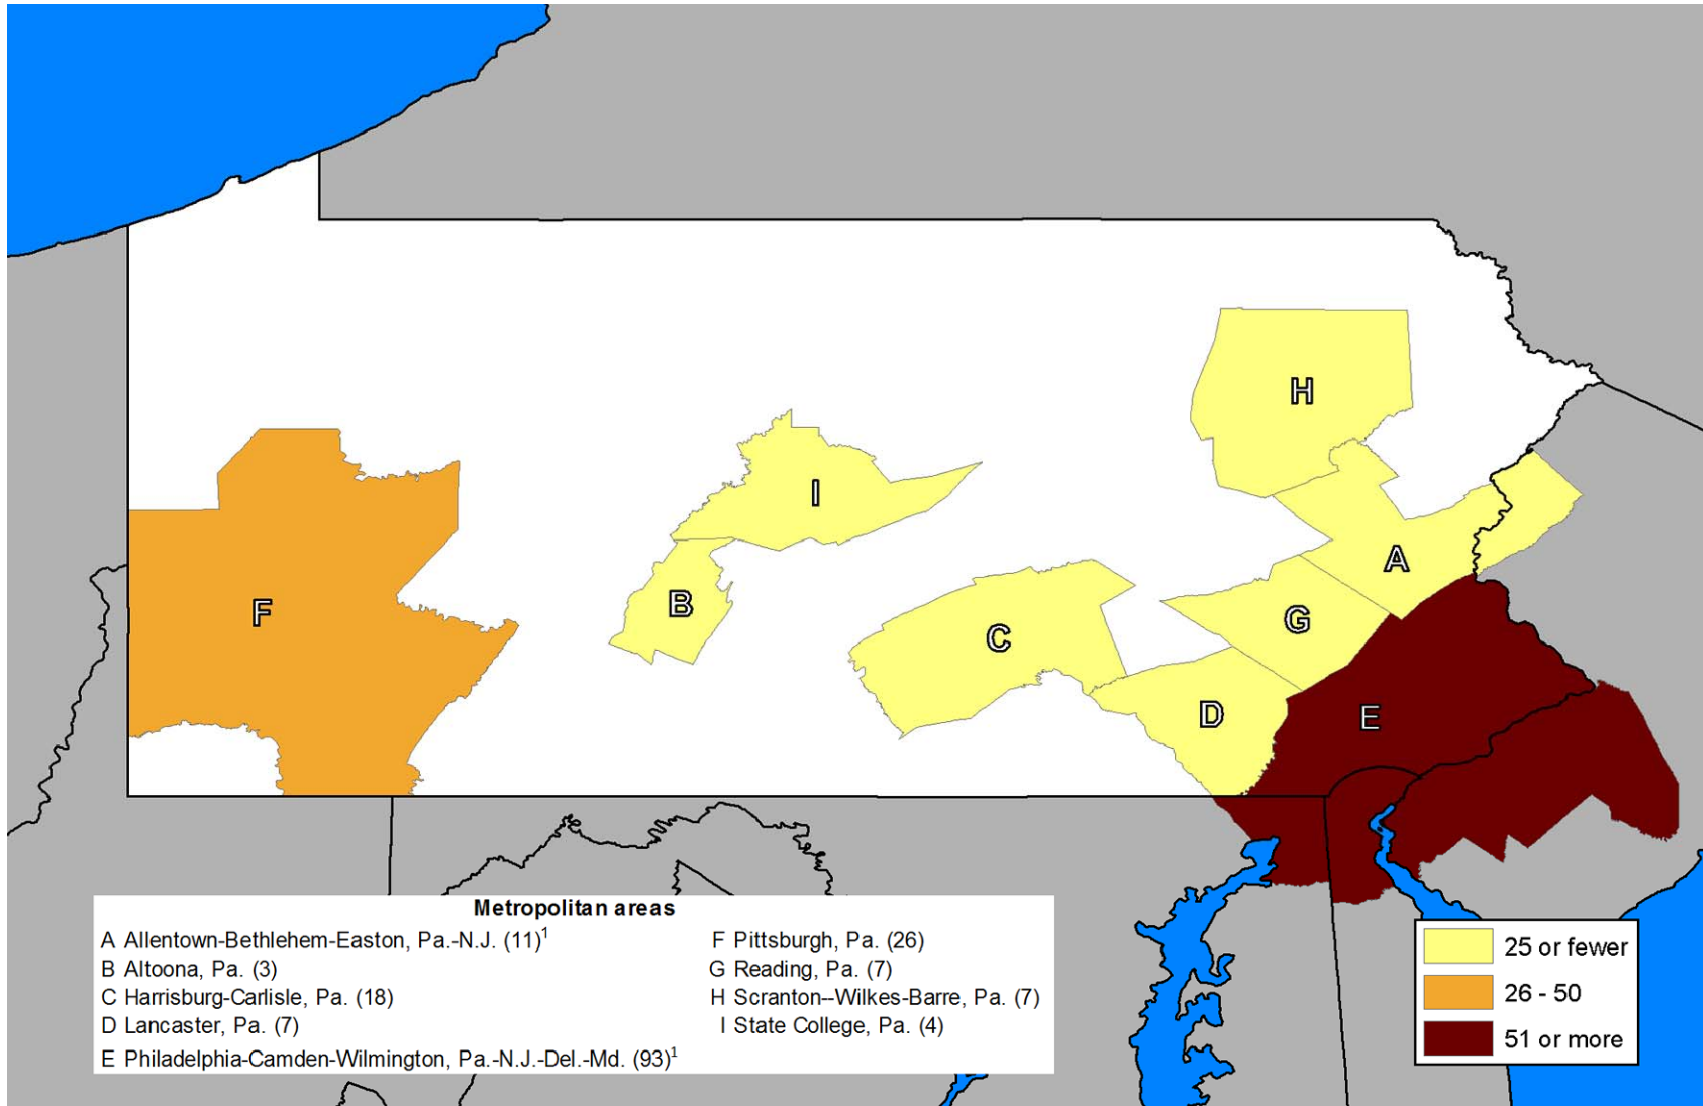 H
I
A
B
G
F
C
D
E
Metropolitan areas
A Allentown-Bethlehem-Easton, Pa.-N.J. (11)¹
B Altoona, Pa. (3)
C Harrisburg-Carlisle, Pa. (18)
D Lancaster, Pa. (7)
E Philadelphia-Camden-Wilmington, Pa.-N.J.-Del.-Md. (93)¹
F Pittsburgh, Pa. (26)
G Reading, Pa. (7)
H Scranton--Wilkes-Barre, Pa. (7)
I State College, Pa. (4)
25 or fewer
26 - 50
51 or more